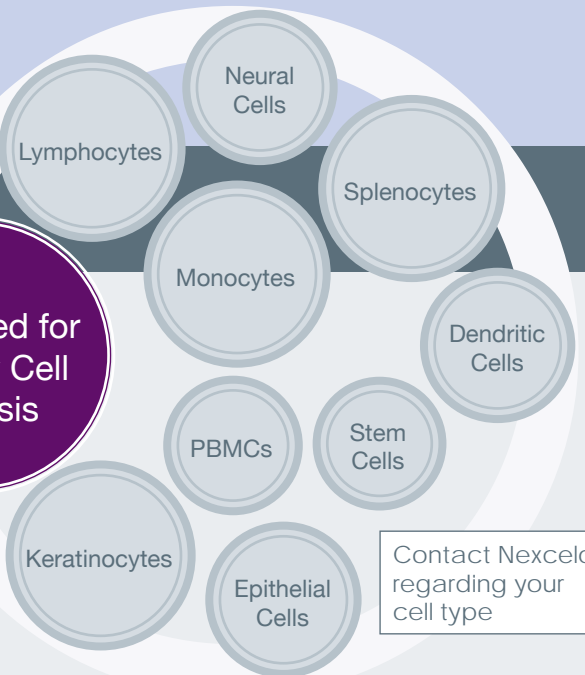 Neural
Cells
Lymphocytes
Splenocytes
Monocytes
ed for
Cell
sis
Dendritic
Cells
PBMCs
Stem
Cells
Keratinocytes
Epithelial
Cells
Contact Nexcelo
regarding your
cell type